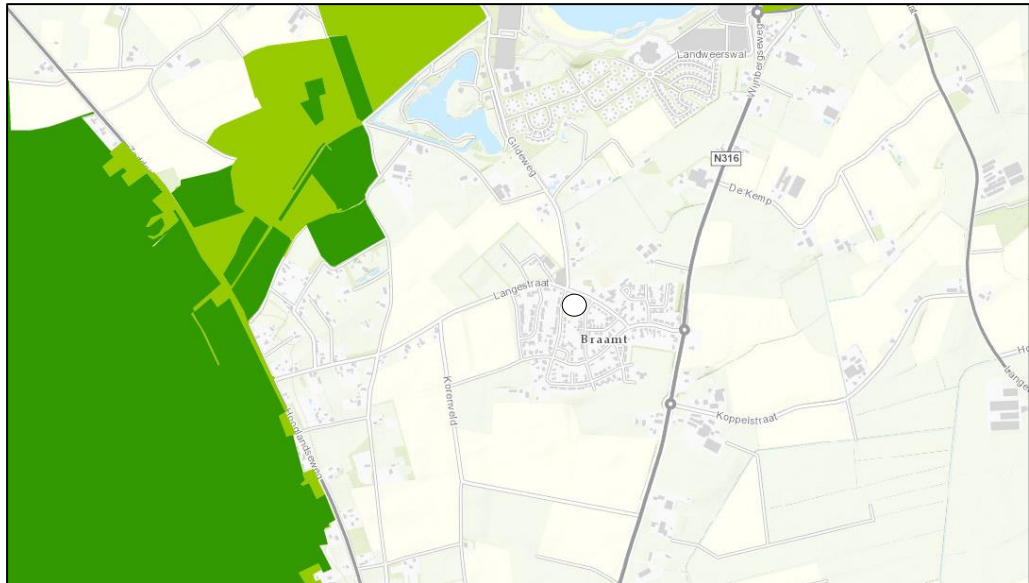 Landweerswal
Wijnbergseweg
Gildeweg
N316
De Kemp
Langestraat
Braamt
Korenveld
Koppelstraat
Hooglandseweg